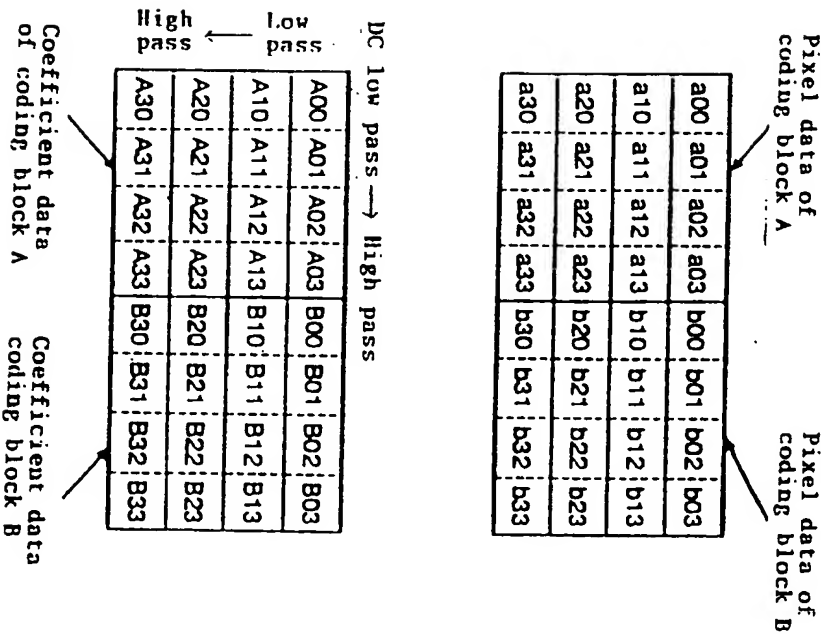 Pixel data of
coding block A
Pixel data of
coding block B
a00 a01 a02 a03 b00 b01 b02 b03
a10 a11 a12 a13 b10 b11 b12 b13
a20 a21 a22 a23 b20 b21 b22 b23
a30 a31 a32 a33 b30 b31 b32 b33
DC low pass → High pass
Low
pass
High
pass
A00 A01 A02 A03 B00 B01 B02 B03
A10 A11 A12 A13 B10 B11 B12 B13
A20 A21 A22 A23 B20 B21 B22 B23
A30 A31 A32 A33 B30 B31 B32 B33
Coefficient data
of coding block A
Coefficient data
coding block B